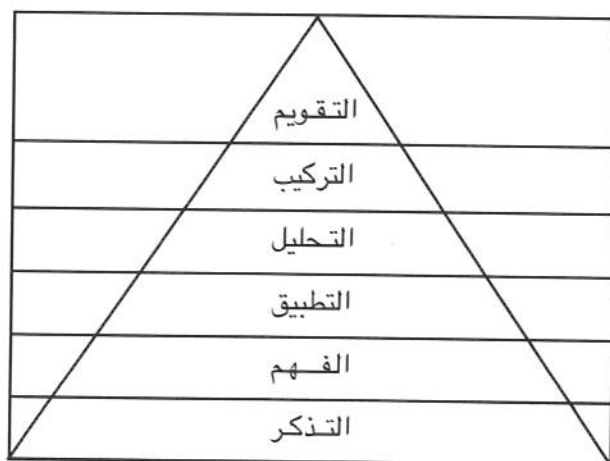 التقويم
التركيب
التحليل
التطبيق
الفهم
التذكر